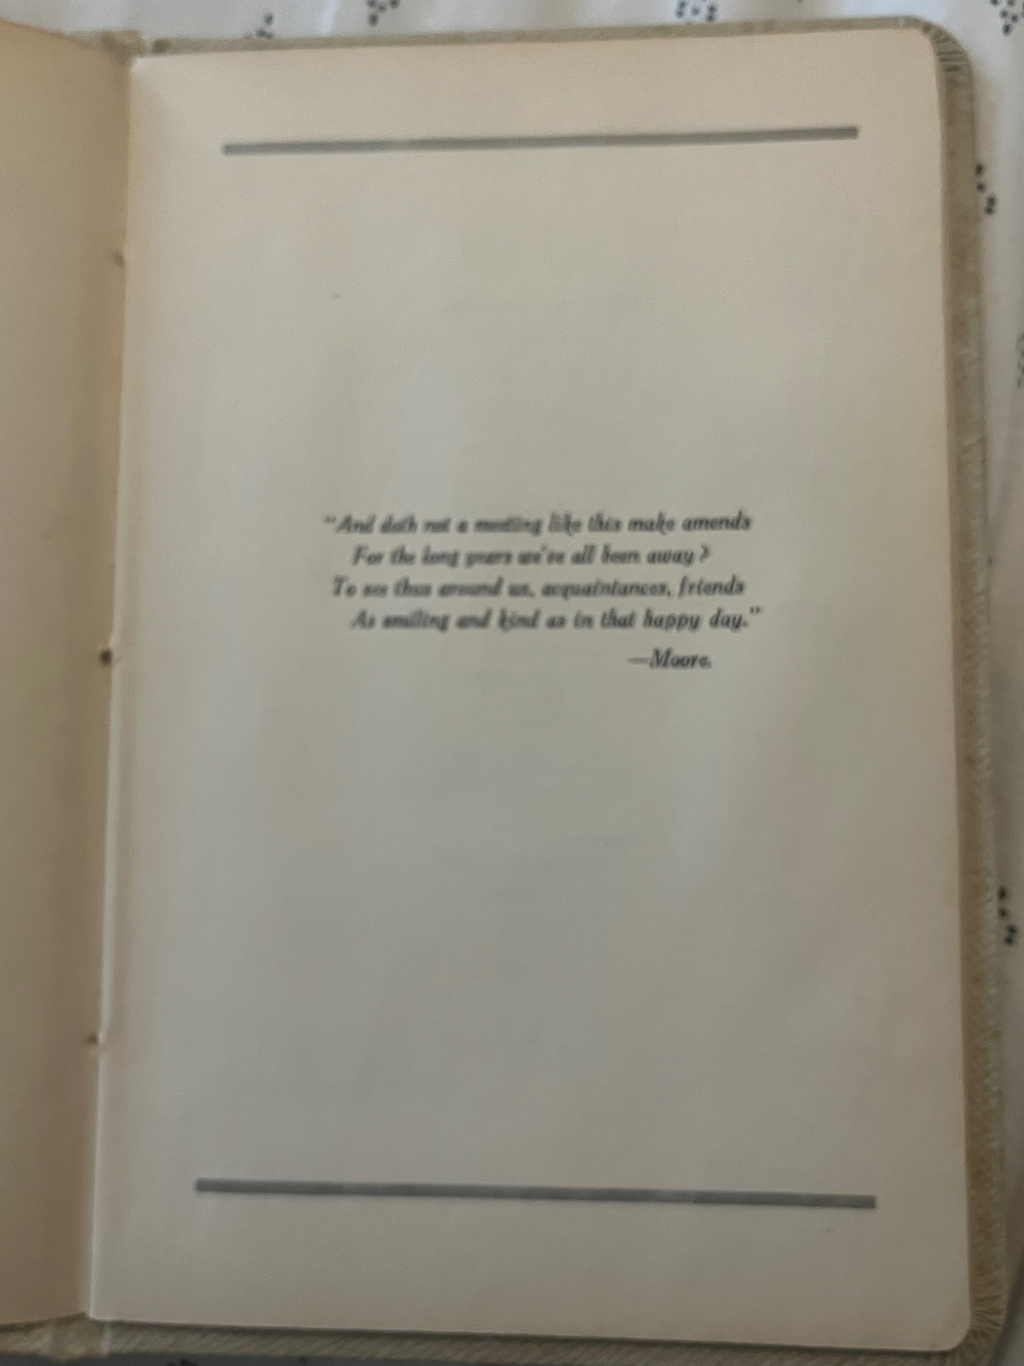 "And doth not a meeting like this make amends
For the long years we've all been away?
To see thus around us, acquaintances, friends
As smiling and kind as in that happy day."
—Moore.